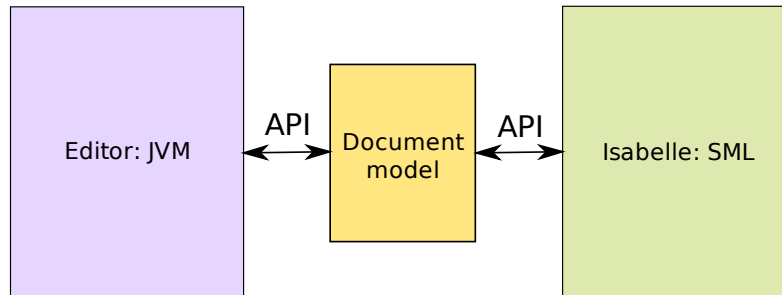 Editor: JVM
API
Document
model
API
Isabelle: SML